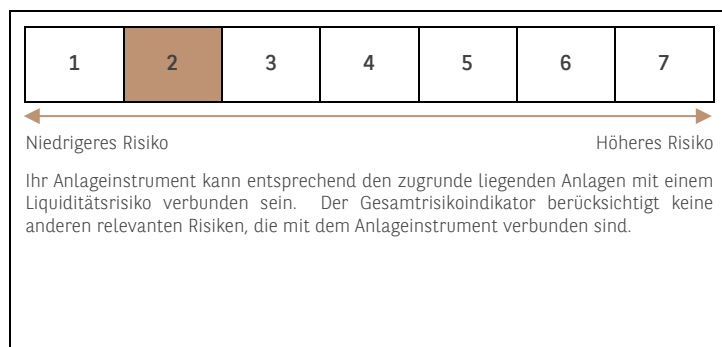 1 2 3 4 5 6 7
Niedrigeres Risiko Höheres Risiko
Ihr Anlageinstrument kann entsprechend den zugrunde liegenden Anlagen mit einem
Liquiditätsrisiko verbunden sein. Der Gesamtrisikoindikator berücksichtigt keine
anderen relevanten Risiken, die mit dem Anlageinstrument verbunden sind.